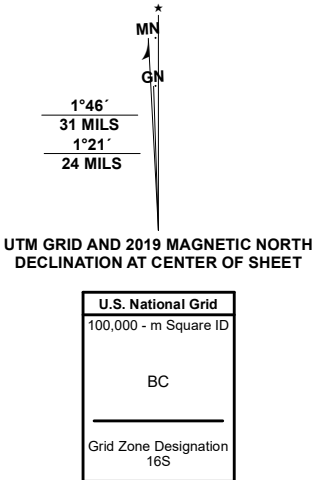 ★
MN
GN
1°46´
31 MILS
1°21´
24 MILS
UTM GRID AND 2019 MAGNETIC NORTH
DECLINATION AT CENTER OF SHEET
U.S. National Grid
100,000 - m Square ID
BC
Grid Zone Designation
16S